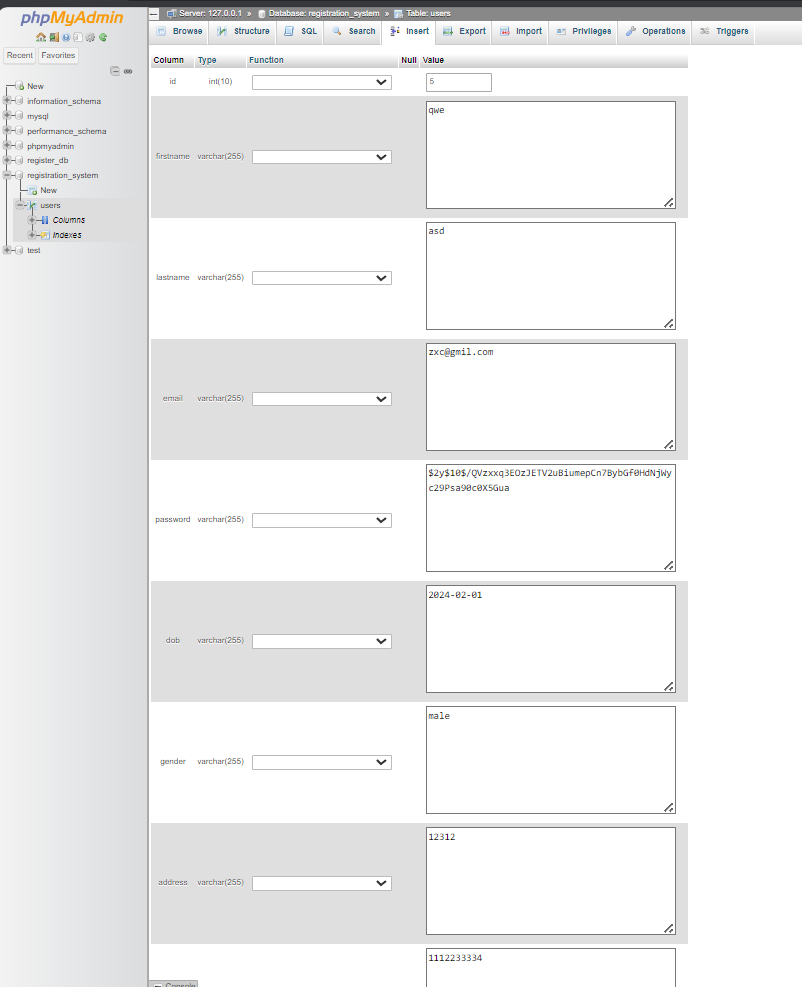 phpMyAdmin
Recent Favorites
New
information_schema
mysql
performance_schema
phpmyadmin
register_db
registration_system
New
users
Columns
Indexes
test
Server: 127.0.0.1 » Database: registration_system » Table: users
Browse Structure SQL Search Insert Export Import Privileges Operations Triggers
Column Type Function Null Value
id int(10) 5
firstname varchar(255) qwe
lastname varchar(255) asd
email varchar(255) zxc@gmil.com
password varchar(255) $2y$10$/QVzxxq3EOzJETV2uBiumepCn7BybGf0HdNjWy
c29Psa90c0X5Gua
dob varchar(255) 2024-02-01
gender varchar(255) male
address varchar(255) 12312
1112233334
Console